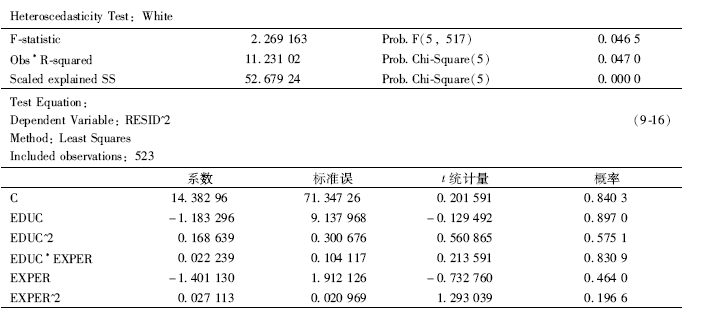 Heteroscedasticity Test: White
F-statistic 2. 269 163 Prob. F(5, 517) 0. 046 5
Obs* R-squared 11. 231 02 Prob. Chi-Square(5) 0. 047 0
Scaled explained SS 52. 679 24 Prob. Chi-Square(5) 0. 000 0
Test Equation:
Dependent Variable: RESID^2 (9-16)
Method: Least Squares
Included observations: 523
系数 标准误 t 统计量 概率
C 14. 382 96 71. 347 26 0. 201 591 0. 840 3
EDUC -1. 183 296 9. 137 968 -0. 129 492 0. 897 0
EDUC^2 0. 168 639 0. 300 676 0. 560 865 0. 575 1
EDUC* EXPER 0. 022 239 0. 104 117 0. 213 591 0. 830 9
EXPER -1. 401 130 1. 912 126 -0. 732 760 0. 464 0
EXPER^2 0. 027 113 0. 020 969 1. 293 039 0. 196 6